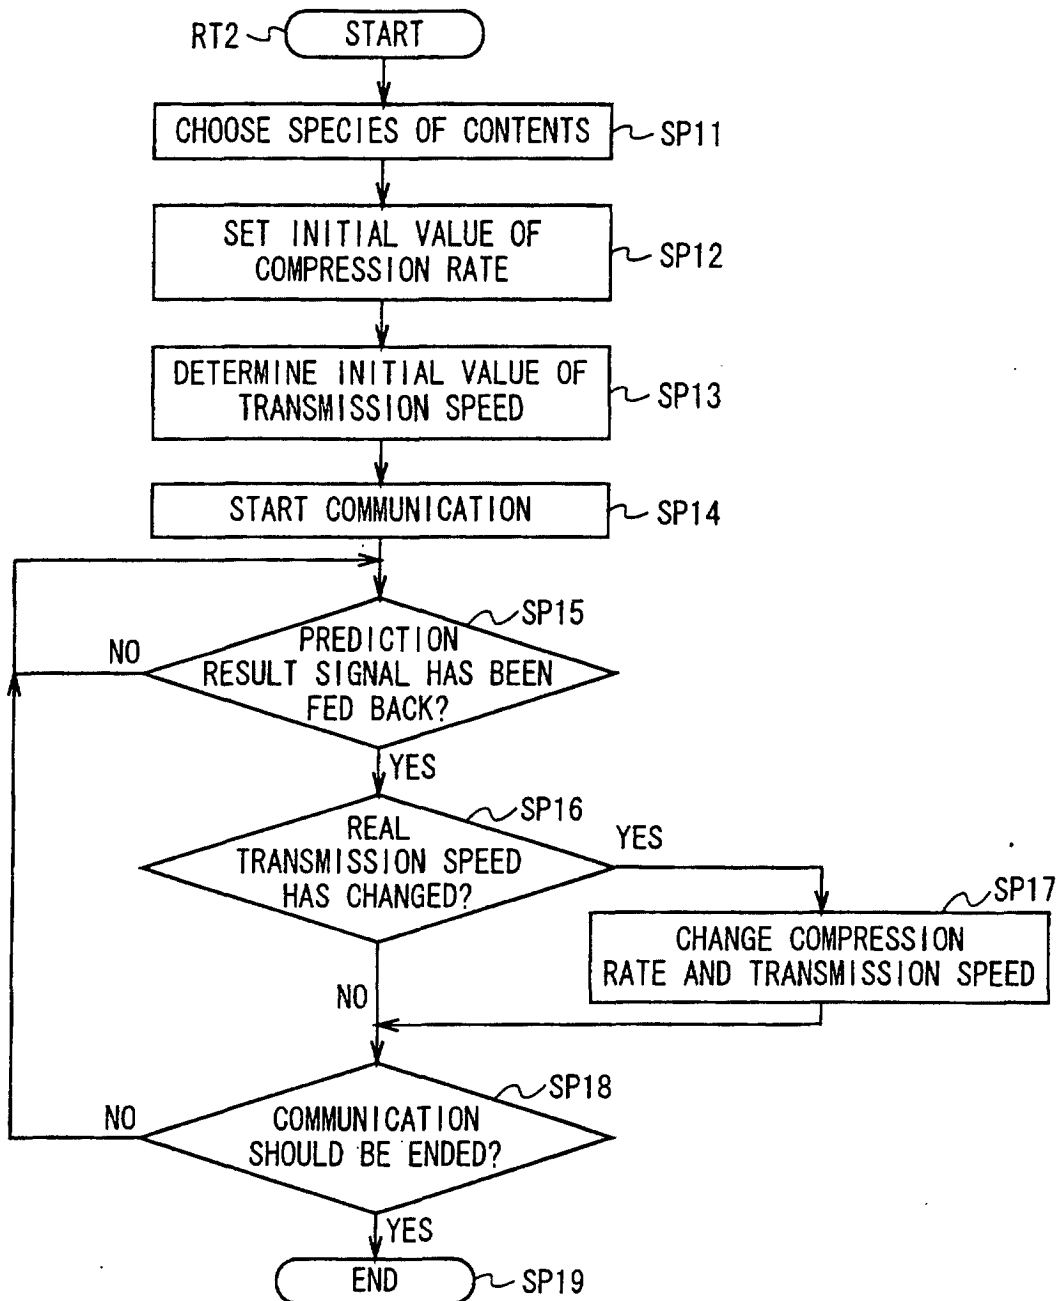 RT2
START
CHOOSE SPECIES OF CONTENTS
SP11
SET INITIAL VALUE OF
COMPRESSION RATE
SP12
DETERMINE INITIAL VALUE OF
TRANSMISSION SPEED
SP13
START COMMUNICATION
SP14
SP15
NO
PREDICTION
RESULT SIGNAL HAS BEEN
FED BACK?
YES
SP16
REAL
TRANSMISSION SPEED
HAS CHANGED?
YES
SP17
CHANGE COMPRESSION
RATE AND TRANSMISSION SPEED
NO
SP18
NO
COMMUNICATION
SHOULD BE ENDED?
YES
END
SP19